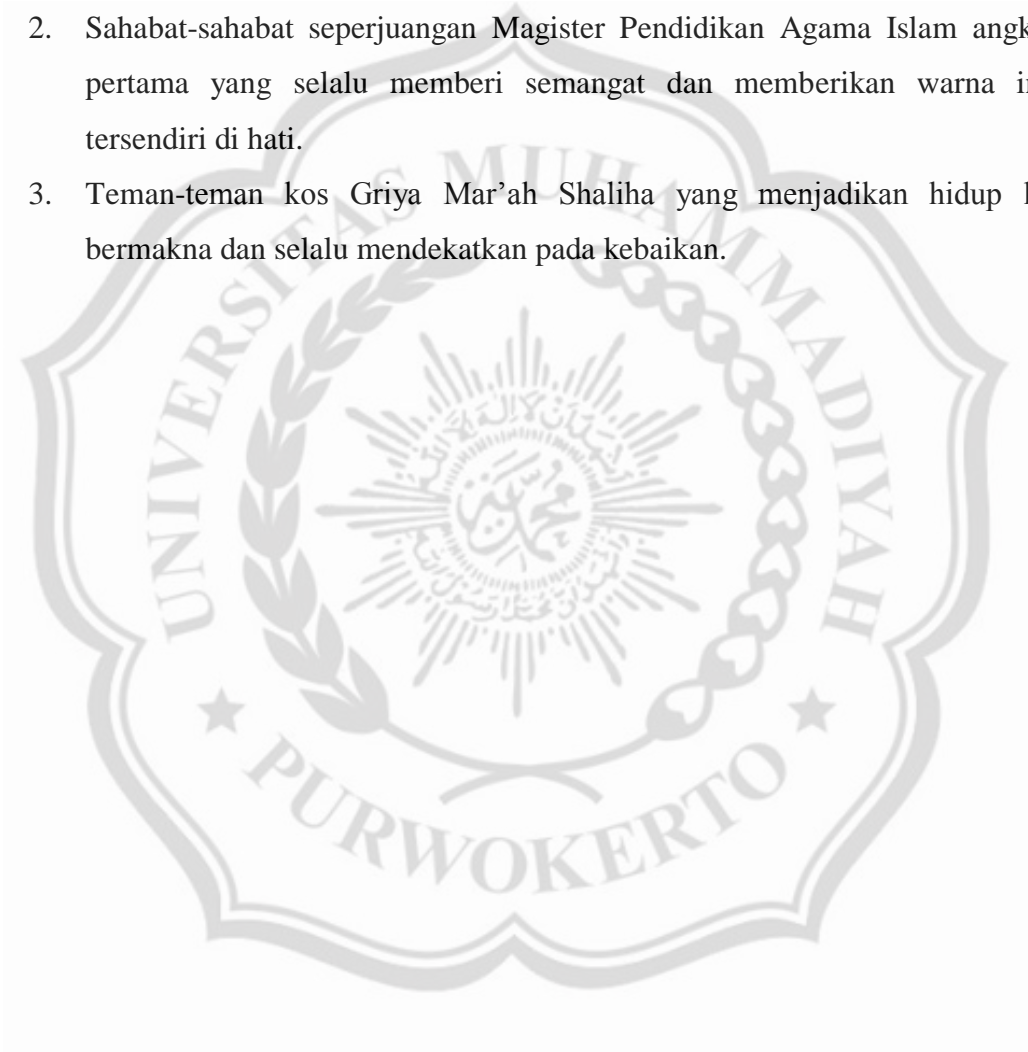 2. Sahabat-sahabat seperjuangan Magister Pendidikan Agama Islam
pertama yang selalu memberi semangat dan memberikan warna
tersendiri di hati.
3. Teman-teman kos Griya Mar’ah Shaliha yang menjadikan hidup
bermakna dan selalu mendekatkan pada kebaikan.
UNIVERSITAS MUHAMMADIYAH
PURWOKERTO